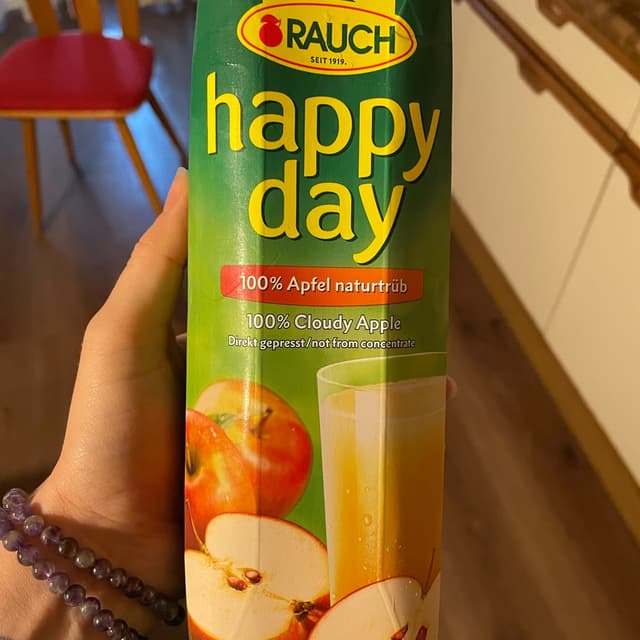 RAUCH
SEIT 1919.
happy
day
100% Apfel naturtrüb
100% Cloudy Apple
Direkt gepresst/not from concentrate